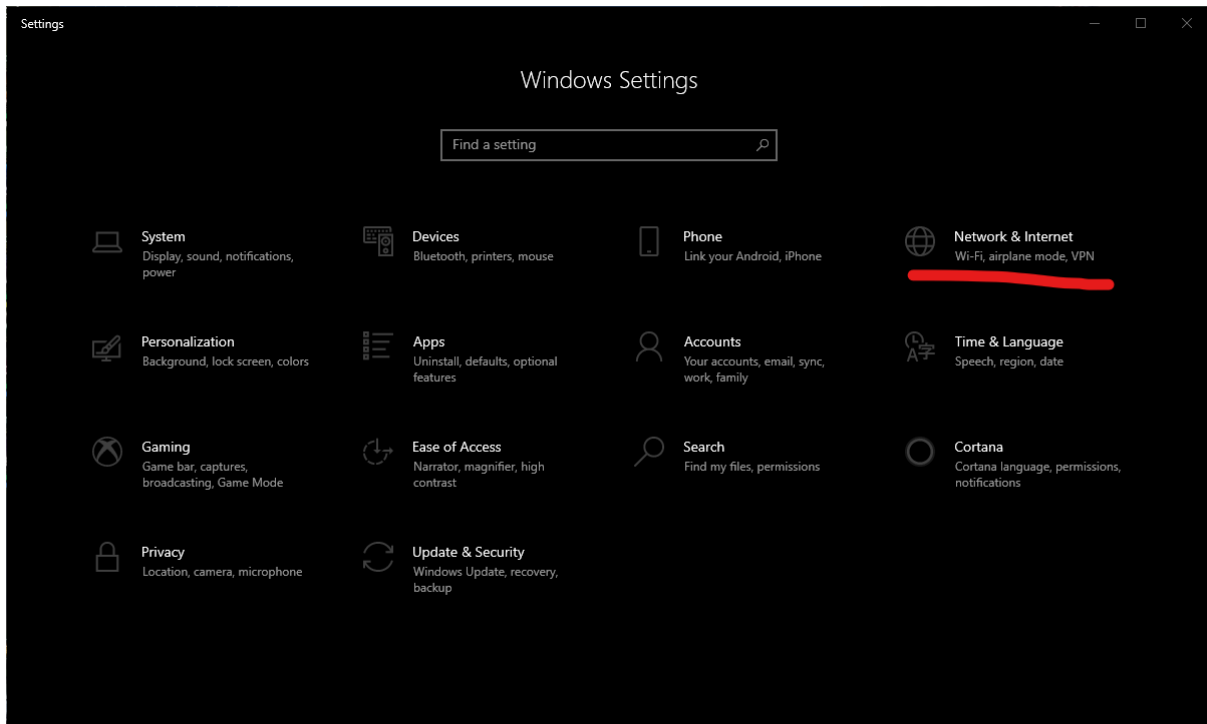 Settings
Windows Settings
Find a setting
System
Display, sound, notifications,
power
Devices
Bluetooth, printers, mouse
Phone
Link your Android, iPhone
Network & Internet
Wi-Fi, airplane mode, VPN
Personalization
Background, lock screen, colors
Apps
Uninstall, defaults, optional
features
Accounts
Your accounts, email, sync,
work, family
Time & Language
Speech, region, date
Gaming
Game bar, captures,
broadcasting, Game Mode
Ease of Access
Narrator, magnifier, high
contrast
Search
Find my files, permissions
Cortana
Cortana language, permissions,
notifications
Privacy
Location, camera, microphone
Update & Security
Windows Update, recovery,
backup